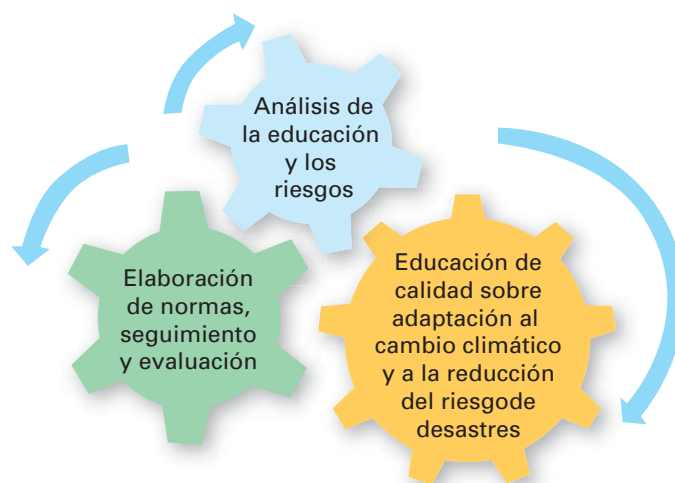 Análisis de
la educación
y los
riesgos
Elaboración
de normas,
seguimiento
y evaluación
Educación de
calidad sobre
adaptación al
cambio climático
y a la reducción
del riesgode
desastres